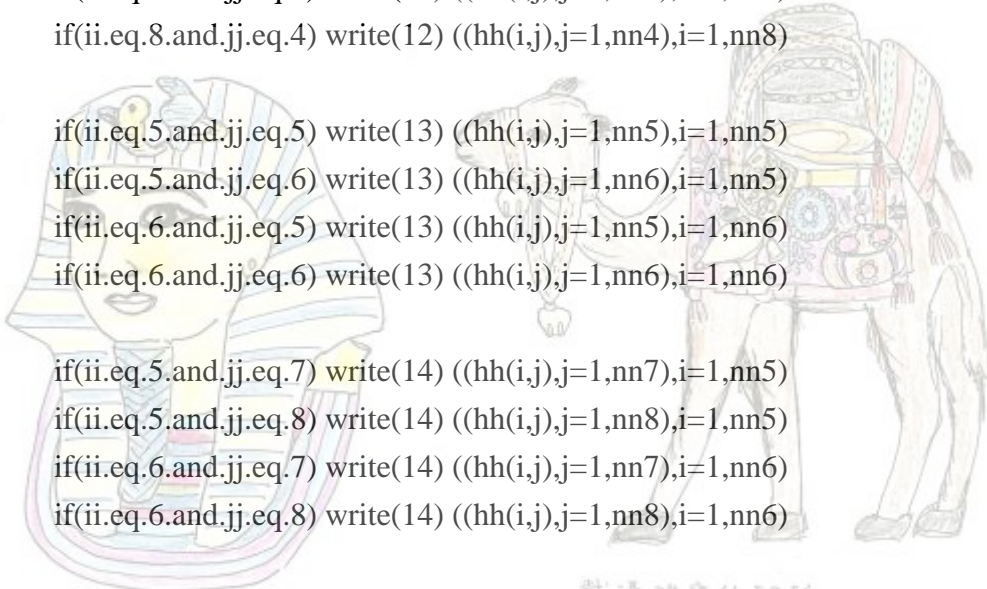 if(ii.eq.8.and.jj.eq.4) write(12) ((hh(i,j),j=1,nn4),i=1,nn8)
if(ii.eq.5.and.jj.eq.5) write(13) ((hh(i,j),j=1,nn5),i=1,nn5)
if(ii.eq.5.and.jj.eq.6) write(13) ((hh(i,j),j=1,nn6),i=1,nn5)
if(ii.eq.6.and.jj.eq.5) write(13) ((hh(i,j),j=1,nn5),i=1,nn6)
if(ii.eq.6.and.jj.eq.6) write(13) ((hh(i,j),j=1,nn6),i=1,nn6)
if(ii.eq.5.and.jj.eq.7) write(14) ((hh(i,j),j=1,nn7),i=1,nn5)
if(ii.eq.5.and.jj.eq.8) write(14) ((hh(i,j),j=1,nn8),i=1,nn5)
if(ii.eq.6.and.jj.eq.7) write(14) ((hh(i,j),j=1,nn7),i=1,nn6)
if(ii.eq.6.and.jj.eq.8) write(14) ((hh(i,j),j=1,nn8),i=1,nn6)